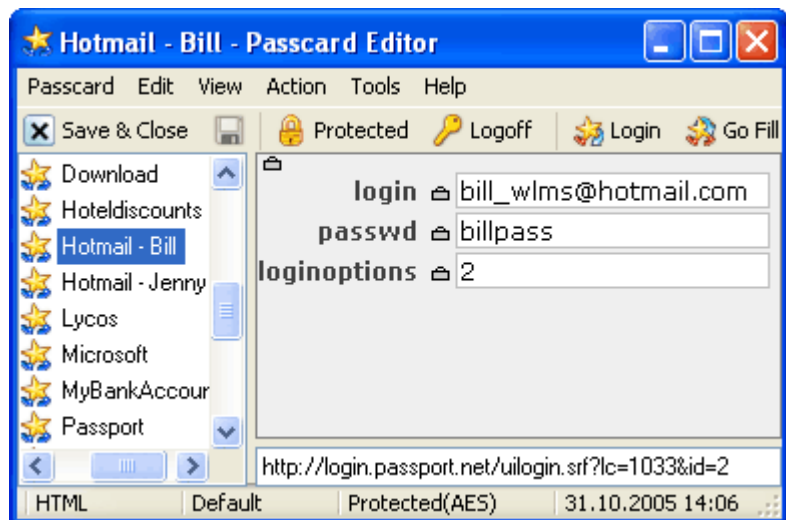 Hotmail - Bill - Passcard Editor
Passcard Edit View Action Tools Help
Save & Close Protected Logoff Login Go Fill
Download
Hoteldiscounts
Hotmail - Bill
Hotmail - Jenny
Lycos
Microsoft
MyBankAccour
Passport
login bill_wlms@hotmail.com
passwd billpass
loginoptions 2
http://login.passport.net/uilogin.srf?lc=1033&id=2
HTML Default Protected(AES) 31.10.2005 14:06